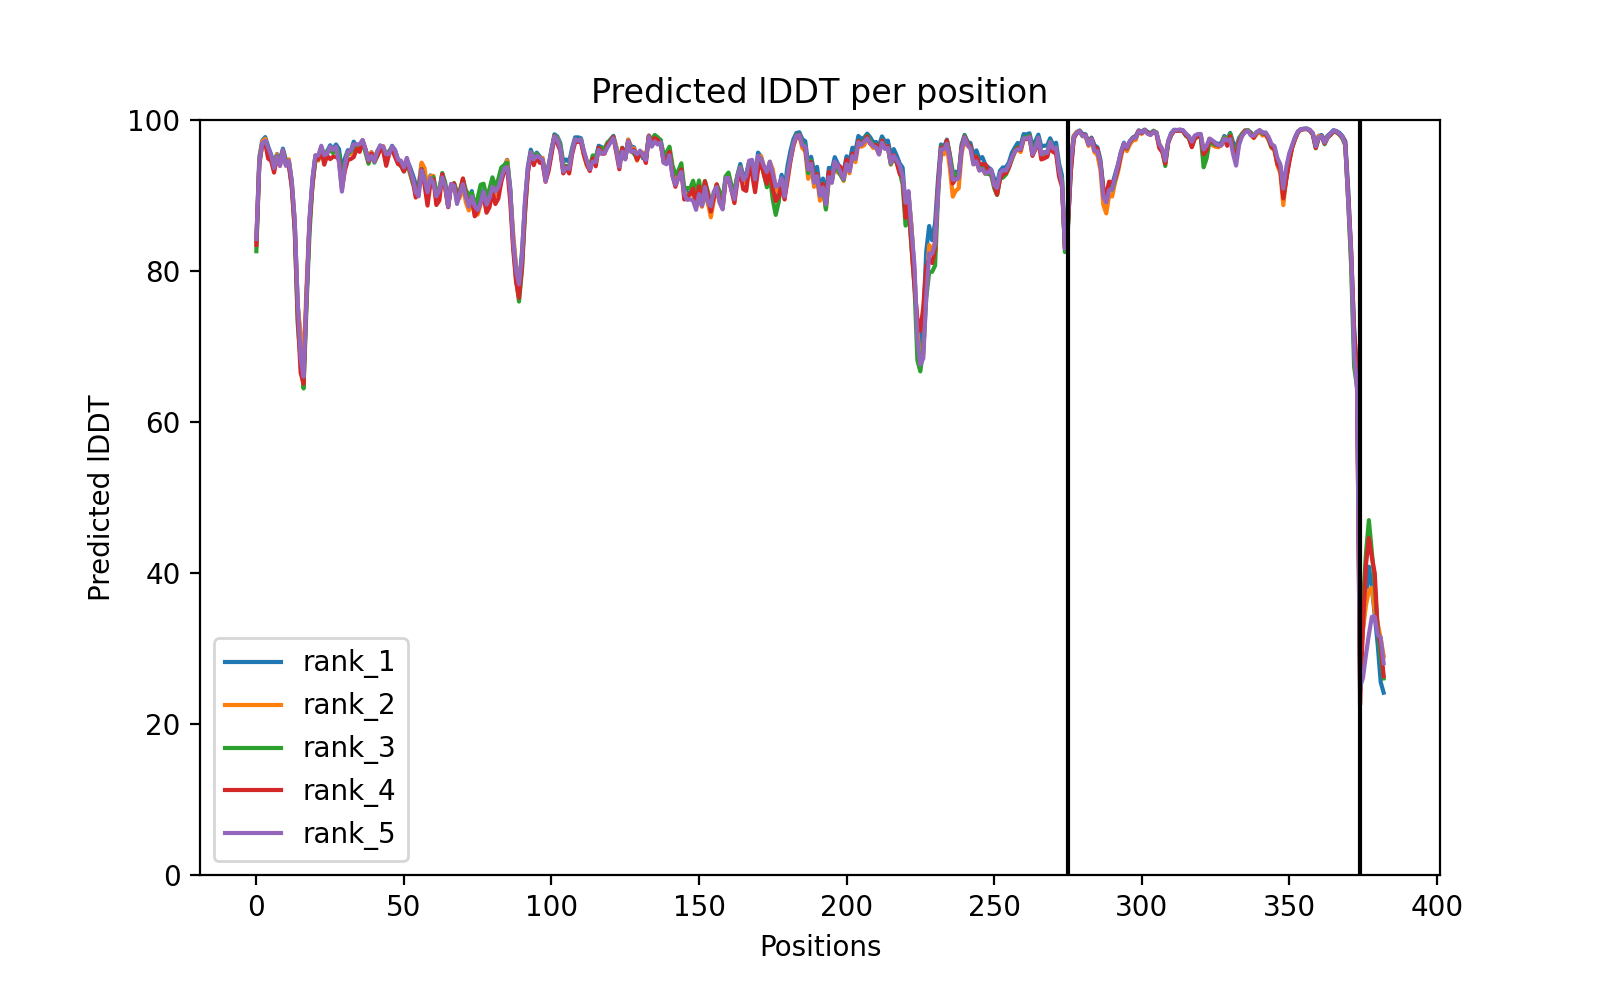 Predicted lDDT per position
Predicted lDDT
100
80
60
40
20
0
rank_1
rank_2
rank_3
rank_4
rank_5
0 50 100 150 200 250 300 350 400
Positions